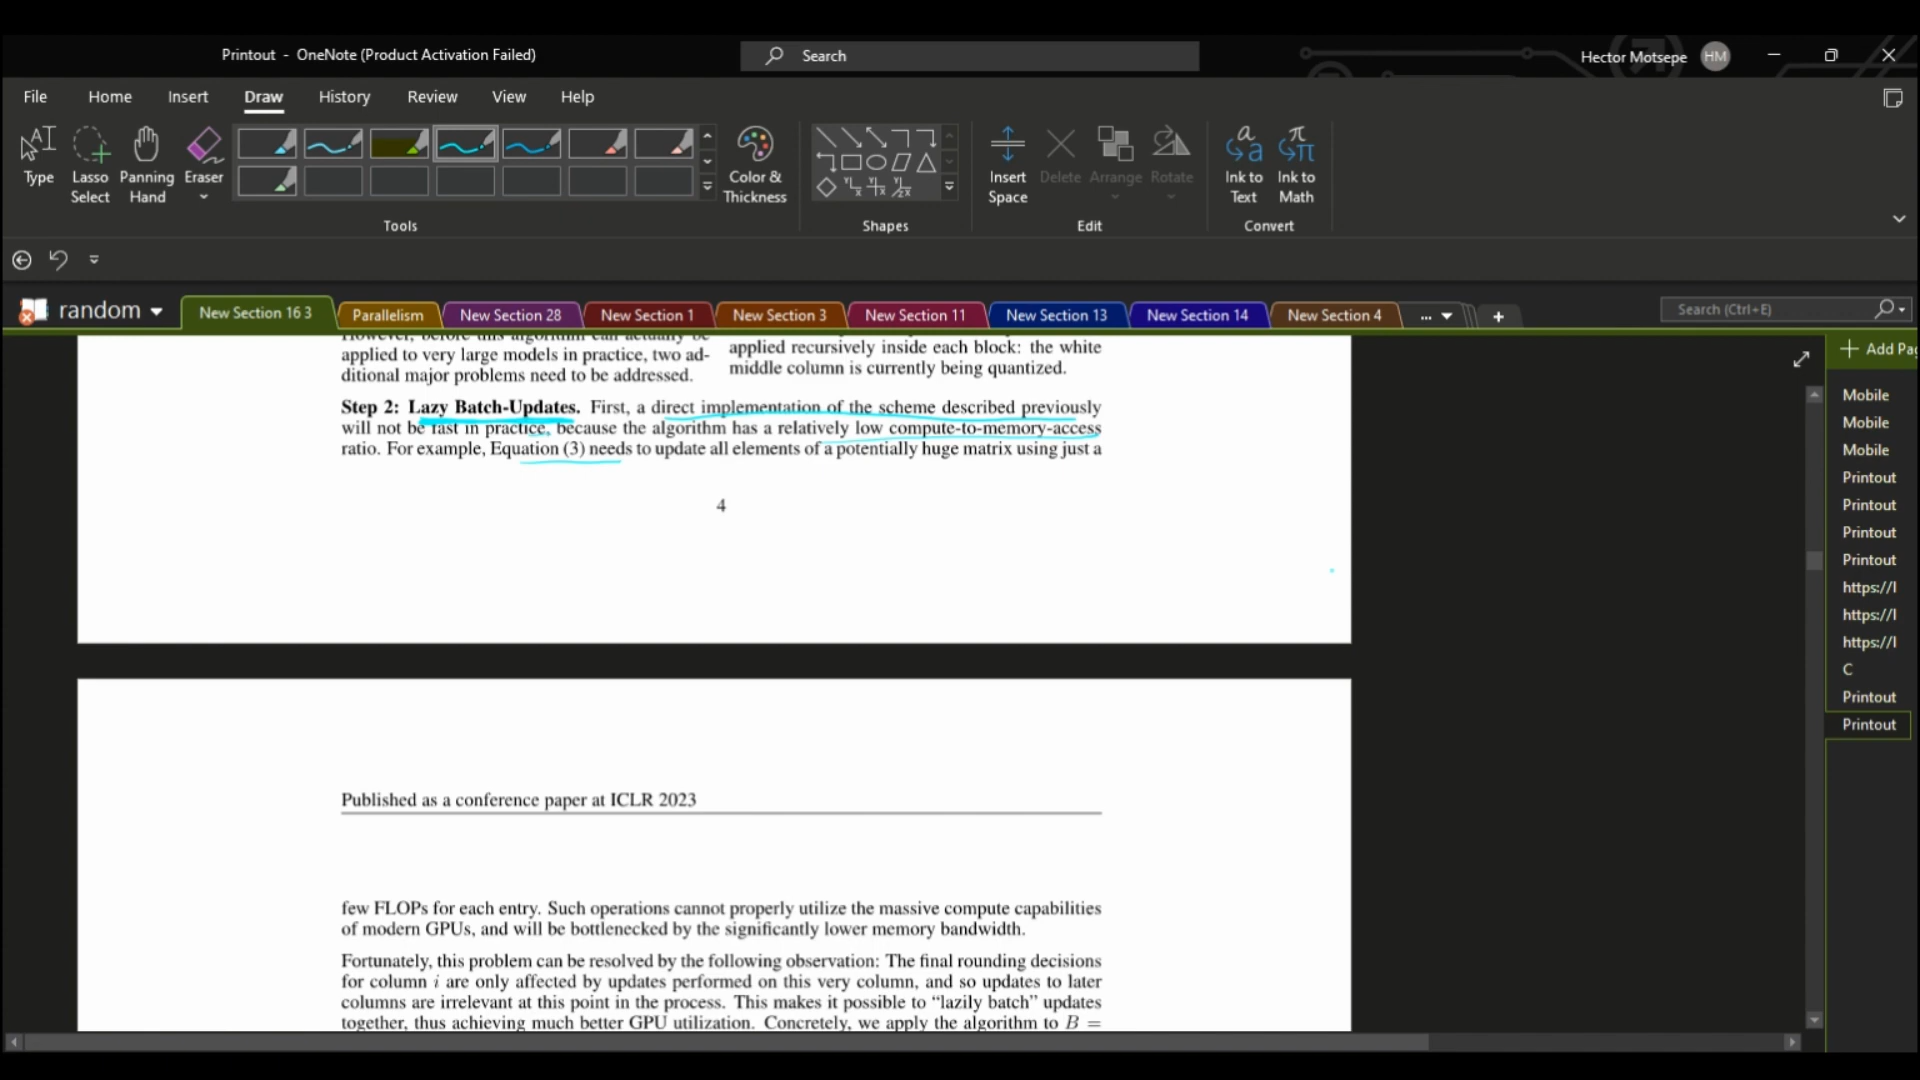 Printout - OneNote (Product Activation Failed)
Search
Hector Motsepe
HM
File Home Insert Draw History Review View Help
Type
Lasso Select
Panning Hand
Eraser
Color & Thickness
Insert Space
Delete
Arrange
Rotate
Ink to Text
Ink to Math
Tools Shapes Edit Convert
random
New Section 16 3
Parallelism
New Section 28
New Section 1
New Section 3
New Section 11
New Section 13
New Section 14
New Section 4
...
+
Search (Ctrl+E)
However, before this algorithm can actually be
applied to very large models in practice, two ad-
ditional major problems need to be addressed.
applied recursively inside each block: the white
middle column is currently being quantized.
Step 2: Lazy Batch-Updates. First, a direct implementation of the scheme described previously
will not be fast in practice, because the algorithm has a relatively low compute-to-memory-access
ratio. For example, Equation (3) needs to update all elements of a potentially huge matrix using just a
4
Published as a conference paper at ICLR 2023
few FLOPs for each entry. Such operations cannot properly utilize the massive compute capabilities
of modern GPUs, and will be bottlenecked by the significantly lower memory bandwidth.
Fortunately, this problem can be resolved by the following observation: The final rounding decisions
for column i are only affected by updates performed on this very column, and so updates to later
columns are irrelevant at this point in the process. This makes it possible to “lazily batch” updates
together, thus achieving much better GPU utilization. Concretely, we apply the algorithm to B =
Add Pag
Mobile
Mobile
Mobile
Printout
Printout
Printout
Printout
https://l
https://l
https://l
C
Printout
Printout